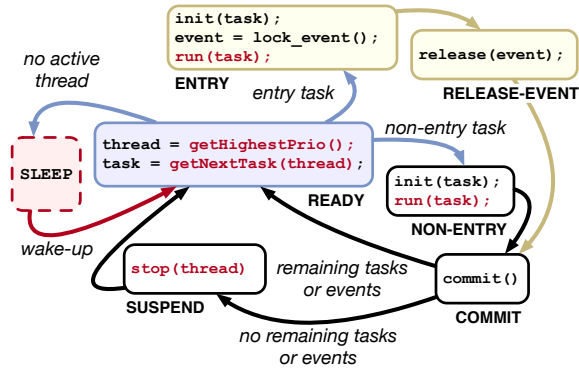 init(task);
event = lock_event();
run(task);
ENTRY
release(event);
RELEASE-EVENT
no active
thread
entry task
non-entry task
thread = getHighestPrio();
task = getNextTask(thread);
READY
SLEEP
wake-up
init(task);
run(task);
NON-ENTRY
stop(thread)
SUSPEND
remaining tasks
or events
commit()
COMMIT
no remaining tasks
or events